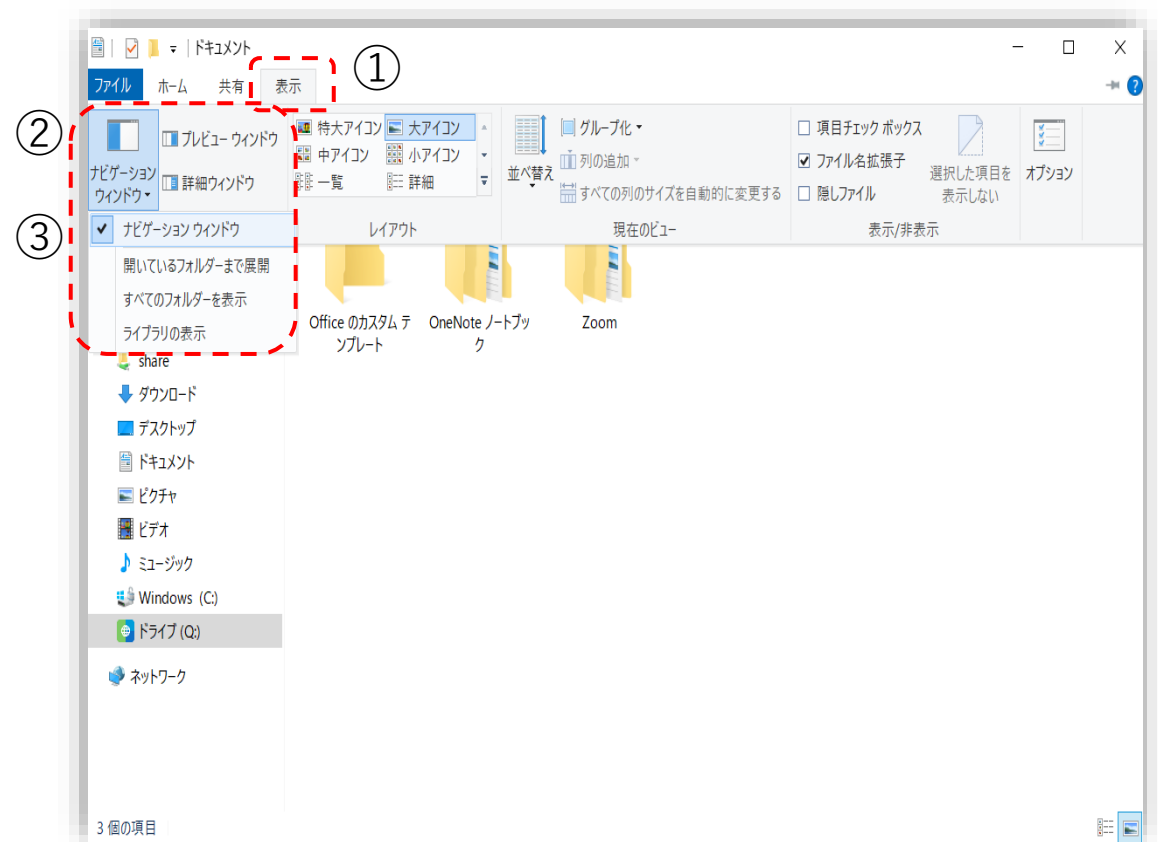 ドキュメント
①
ファイル ホーム 共有 表示
②
ナビゲーション
ウィンドウ
プレビュー ウィンドウ
詳細ウィンドウ
特大アイコン 大アイコン
中アイコン 小アイコン
一覧 詳細
レイアウト
並べ替え
グループ化
列の追加
すべての列のサイズを自動的に変更する
現在のビュー
項目チェック ボックス
ファイル名拡張子
隠しファイル
選択した項目を
表示しない
表示/非表示
オプション
③
ナビゲーション ウィンドウ
開いているフォルダーまで展開
すべてのフォルダーを表示
ライブラリの表示
Office のカスタム テ
ンプレート
OneNote ノートブッ
ク
Zoom
share
ダウンロード
デスクトップ
ドキュメント
ピクチャ
ビデオ
ミュージック
Windows (C:)
ドライブ (Q:)
ネットワーク
3 個の項目